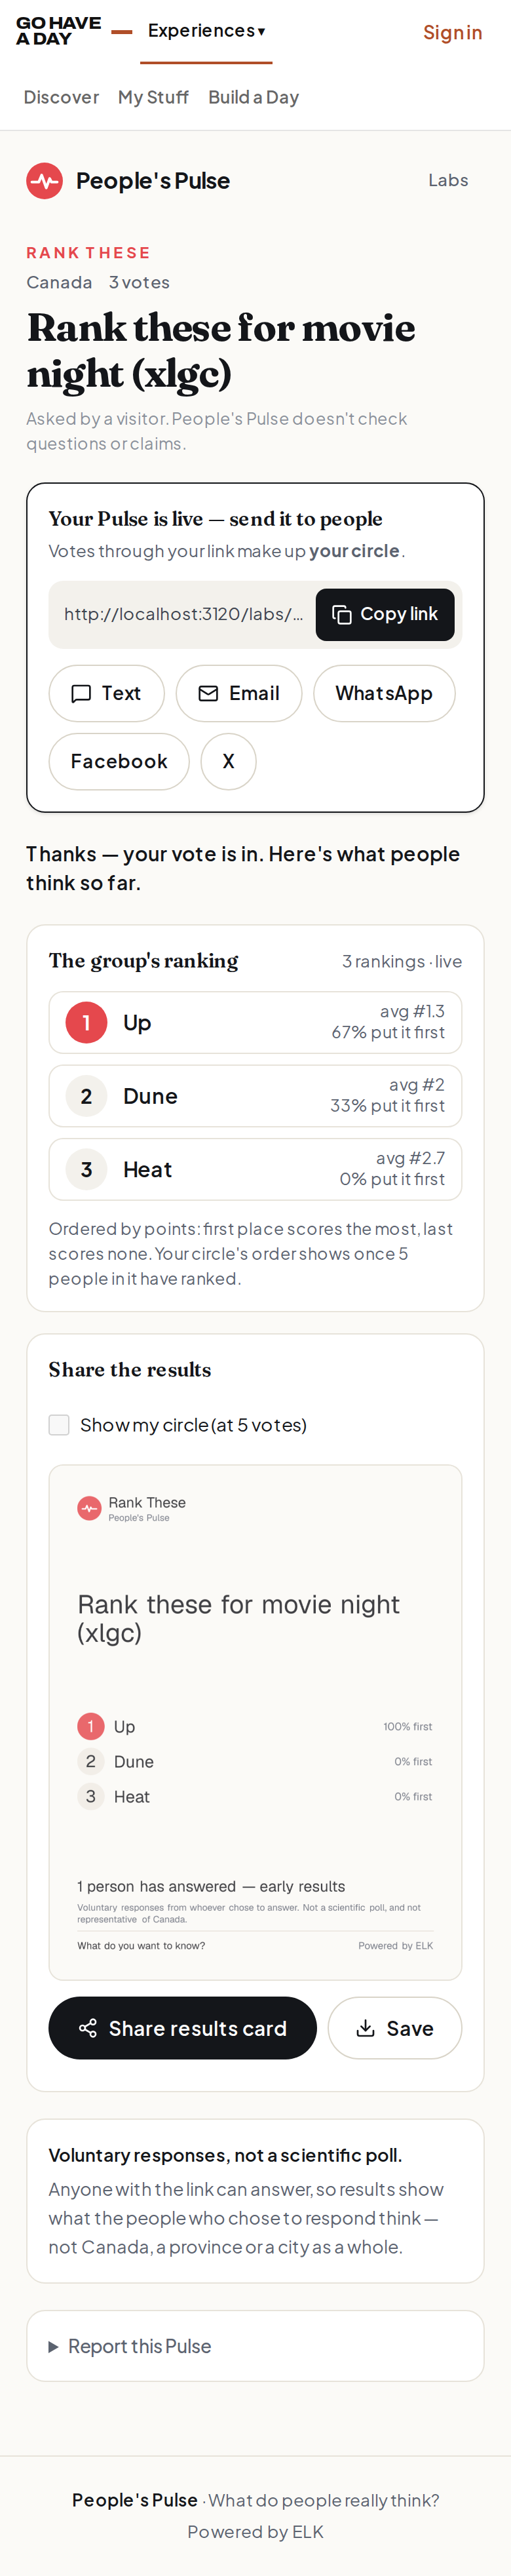 GO HAVE
A DAY
Experiences ▾
Sign in
Discover My Stuff Build a Day
People's Pulse
Labs
RANK THESE
Canada 3 votes
Rank these for movie
night (xlgc)
Asked by a visitor. People's Pulse doesn't check
questions or claims.
Your Pulse is live — send it to people
Votes through your link make up your circle.
http://localhost:3120/labs/...
Copy link
Text
Email
WhatsApp
Facebook
X
Thanks — your vote is in. Here's what people
think so far.
The group's ranking
3 rankings · live
1 Up
avg #1.3
67% put it first
2 Dune
avg #2
33% put it first
3 Heat
avg #2.7
0% put it first
Ordered by points: first place scores the most, last
scores none. Your circle's order shows once 5
people in it have ranked.
Share the results
Show my circle (at 5 votes)
Rank These
People's Pulse
Rank these for movie night
(xlgc)
1 Up 100% first
2 Dune 0% first
3 Heat 0% first
1 person has answered — early results
Voluntary responses from whoever chose to answer. Not a scientific poll, and not
representative of Canada.
What do you want to know?
Powered by ELK
Share results card
Save
Voluntary responses, not a scientific poll.
Anyone with the link can answer, so results show
what the people who chose to respond think —
not Canada, a province or a city as a whole.
▶ Report this Pulse
People's Pulse · What do people really think?
Powered by ELK